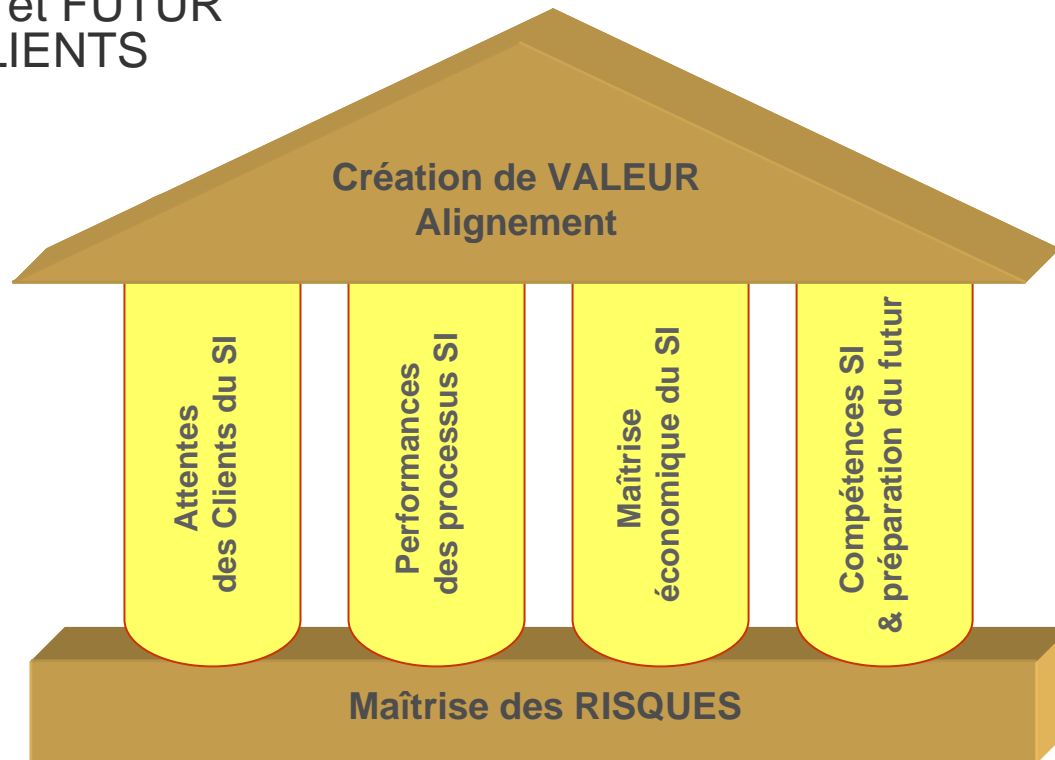 et FUTUR
LIENTS
Création de VALEUR
Alignement
Attentes
des Clients du SI
Performances
des processus SI
Maîtrise
économique du SI
Compétences SI
& préparation du futur
Maîtrise des RISQUES